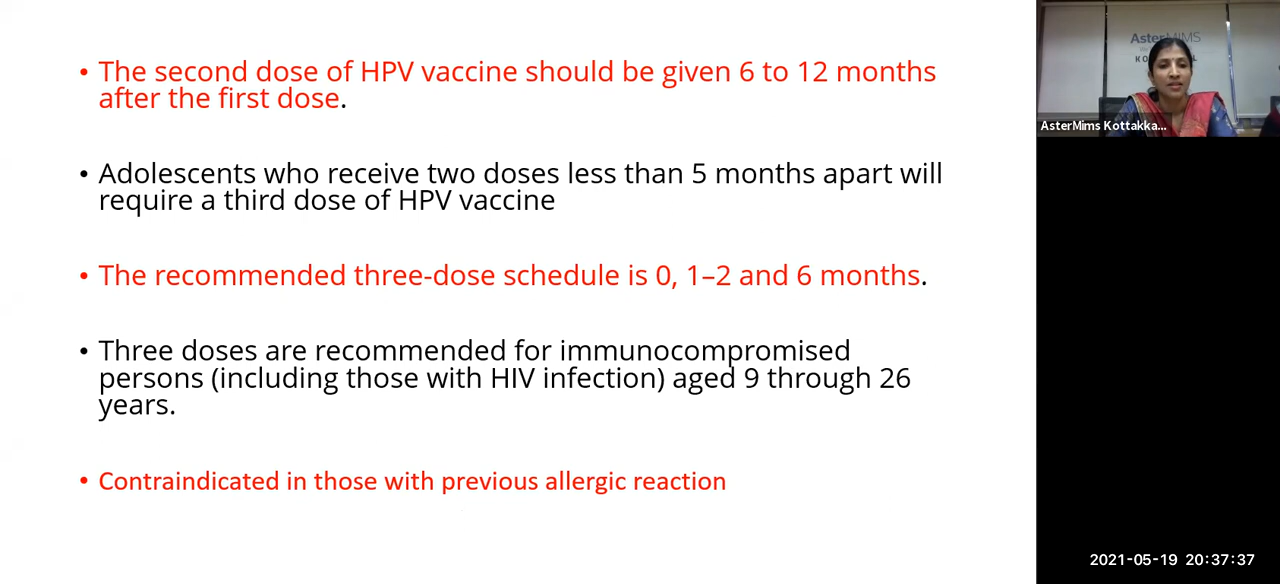 • The second dose of HPV vaccine should be given 6 to 12 months
after the first dose.
• Adolescents who receive two doses less than 5 months apart will
require a third dose of HPV vaccine
• The recommended three-dose schedule is 0, 1–2 and 6 months.
• Three doses are recommended for immunocompromised
persons (including those with HIV infection) aged 9 through 26
years.
• Contraindicated in those with previous allergic reaction
AsterMIMS
AsterMims Kottakka...
2021-05-19 20:37:37